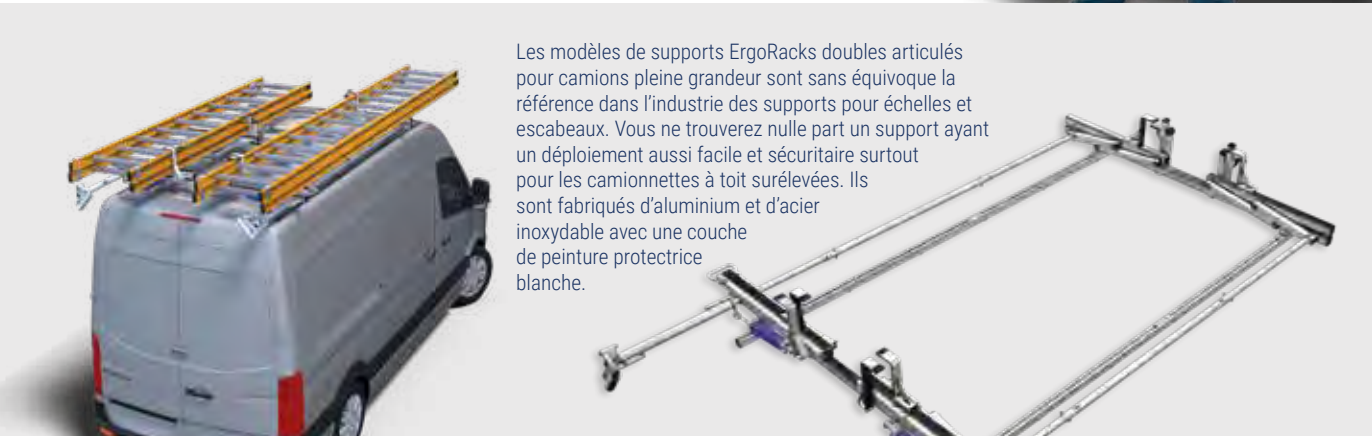 Les modèles de supports ErgoRacks doubles articulés
pour camions pleine grandeur sont sans équivoque la
référence dans l'industrie des supports pour échelles et
escabeaux. Vous ne trouverez nulle part un support ayant
un déploiement aussi facile et sécuritaire surtout
pour les camionnettes à toit surélevées. Ils
sont fabriqués d'aluminium et d'acier
inoxydable avec une couche
de peinture protectrice
blanche.